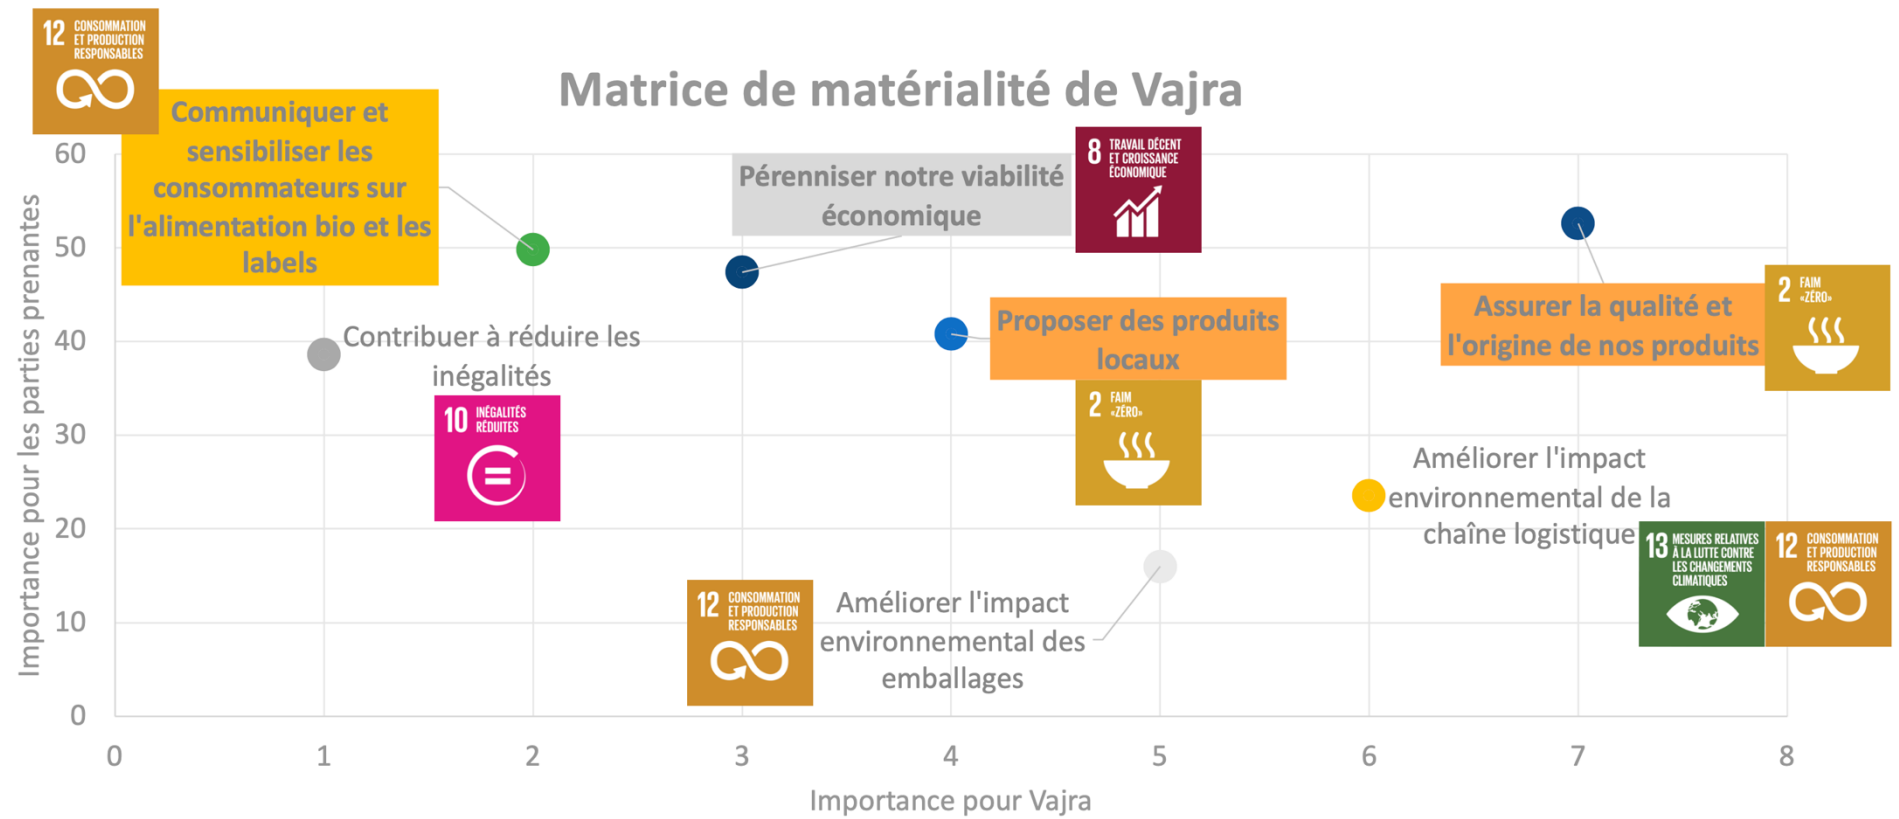 12 CONSOMMATION
ET PRODUCTION
RESPONSABLES
Matrice de matérialité de Vajra
Communiquer et
sensibiliser les
consommateurs sur
l'alimentation bio et les
labels
Pérenniser notre viabilité
économique
8 TRAVAIL DÉCENT
ET CROISSANCE
ÉCONOMIQUE
Proposer des produits
locaux
2 FAIM
«ZÉRO»
Assurer la qualité et
l'origine de nos produits
2 FAIM
«ZÉRO»
Contribuer à réduire les
inégalités
10 INÉGALITÉS
RÉDUITES
Améliorer l'impact
environnemental de la
chaîne logistique
13 MESURES RELATIVES
À LA LUTTE CONTRE
LES CHANGEMENTS
CLIMATIQUES
12 CONSOMMATION
ET PRODUCTION
RESPONSABLES
12 CONSOMMATION
ET PRODUCTION
RESPONSABLES
Améliorer l'impact
environnemental des
emballages
Importance pour les parties prenantes
60
50
40
30
20
10
0
0 1 2 3 4 5 6 7 8
Importance pour Vajra